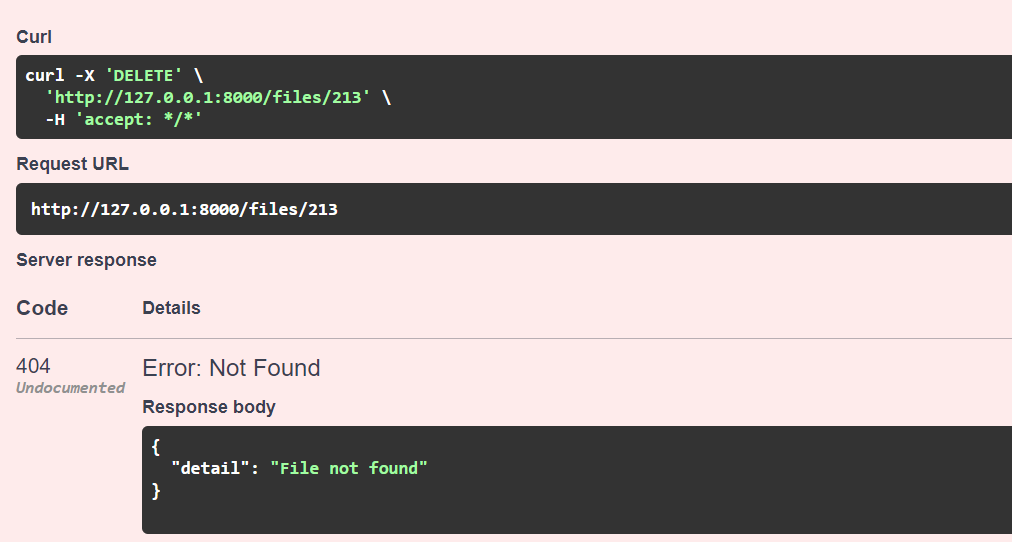 Curl
curl -X 'DELETE' \
  'http://127.0.0.1:8000/files/213' \
  -H 'accept: */*'
Request URL
http://127.0.0.1:8000/files/213
Server response
Code Details
404 Error: Not Found
Undocumented
Response body
{
  "detail": "File not found"
}